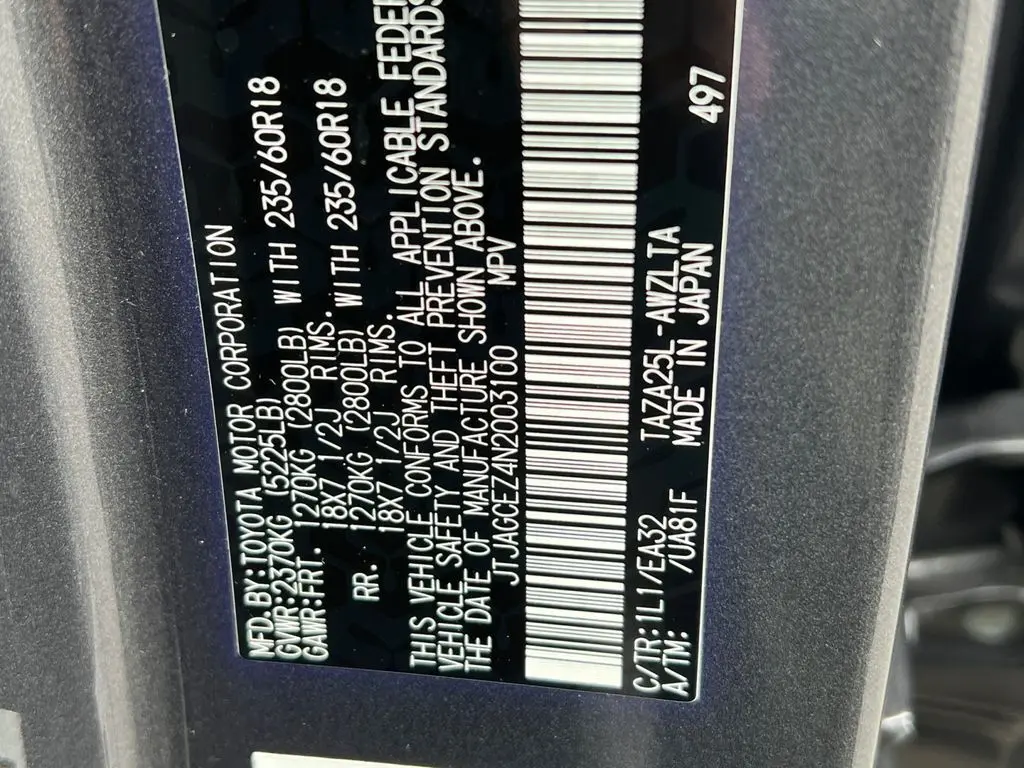 MFD.BY:TOYOTA MOTOR CORPORATION
GVWR:2370KG (5225LB)
GAWR:FRT. 1270KG (2800LB) WITH 235/60R18
18X7 1/2J RIMS.
RR. 1270KG (2800LB) WITH 235/60R18
18X7 1/2J RIMS.
THIS VEHICLE CONFORMS TO ALL APPLICABLE FEDER
VEHICLE SAFETY AND THEFT PREVENTION STANDARDS
THE DATE OF MANUFACTURE SHOWN ABOVE.
JTJAGCEZ4N2003100 MPV
C/TR:1L1/EA32 TAZA25L-AWZLTA 497
A/TM: /UA81F MADE IN JAPAN